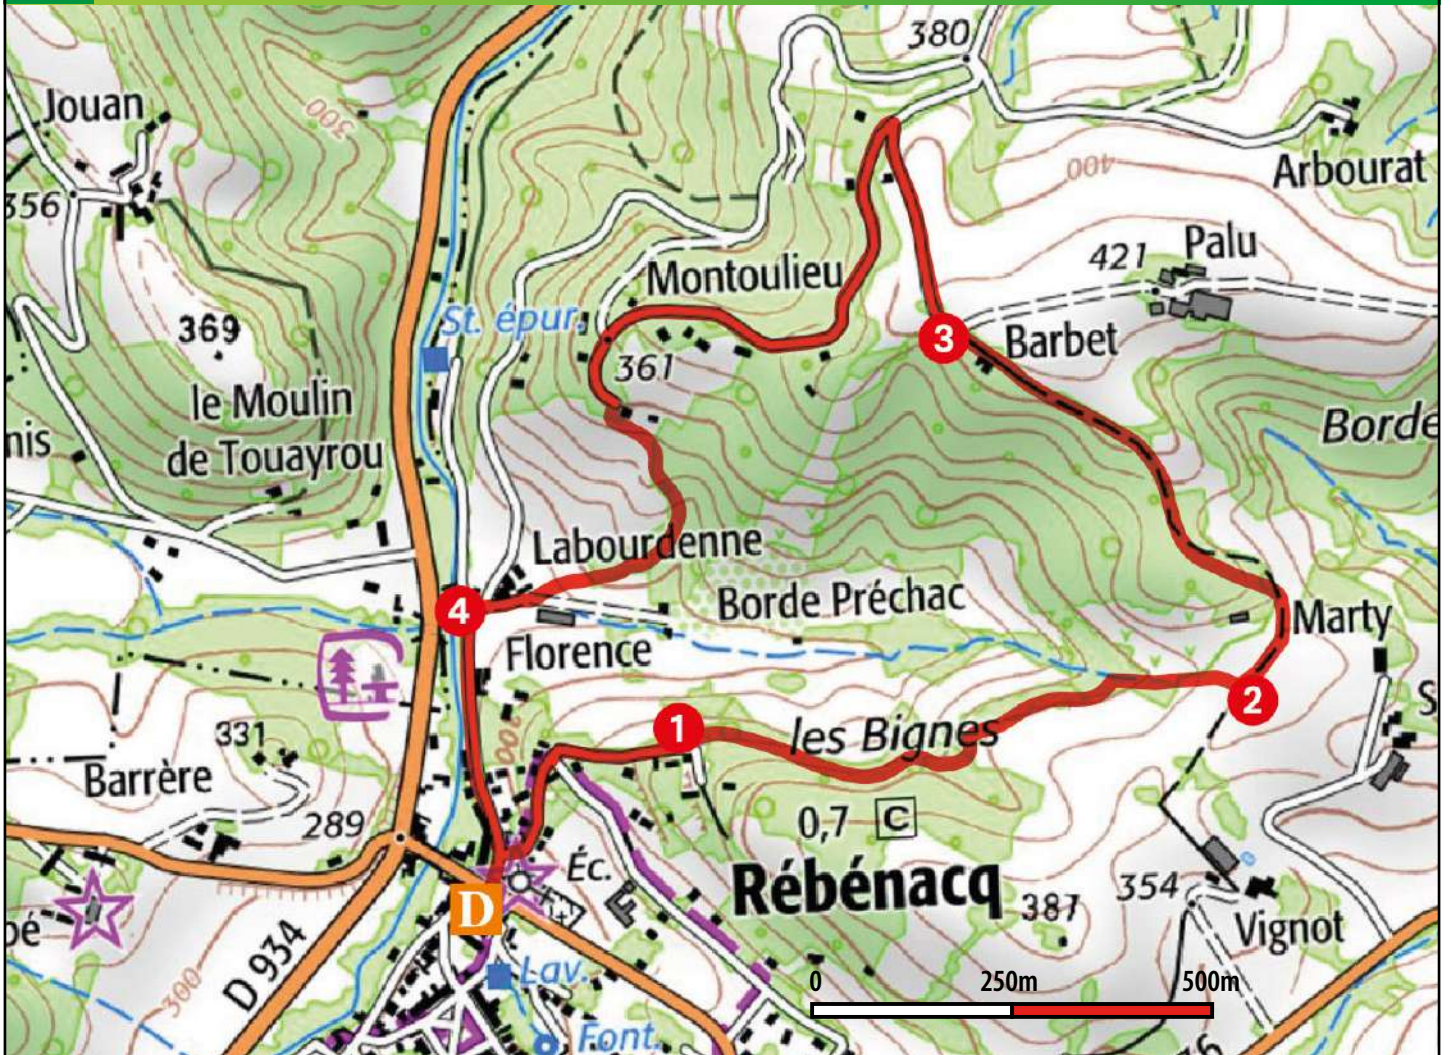 380
Jouan
300
356
400
Arbourat
421
Palu
Montoulieu
St. épur.
369
3
Barbet
361
le Moulin
de Touayrou
nis
Borde
Labourdenne
Borde Préchac
4
Florence
Marty
2
1
les Bignes
300
S
331
Barrère
289
0,7 C
Éc.
Rébénacq
387
354
D
Vignot
bé
D 934
300
Lav.
0 250m 500m
Font.